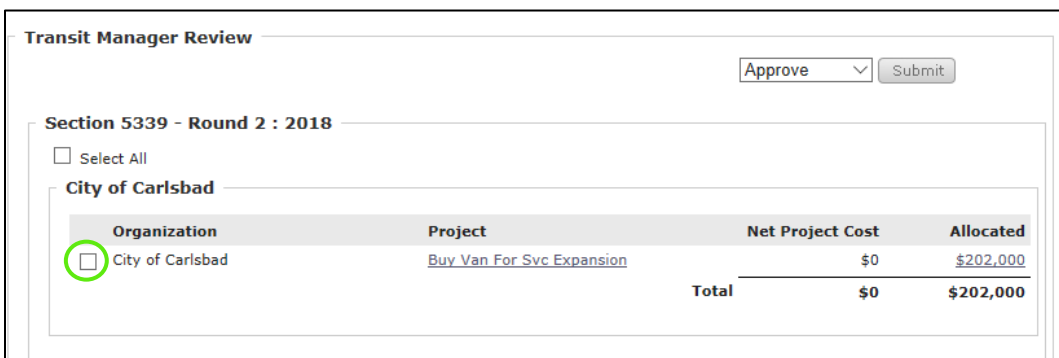 Transit Manager Review
Approve Submit
Section 5339 - Round 2 : 2018
Select All
City of Carlsbad
Organization Project Net Project Cost Allocated
City of Carlsbad Buy Van For Svc Expansion $0 $202,000
Total $0 $202,000